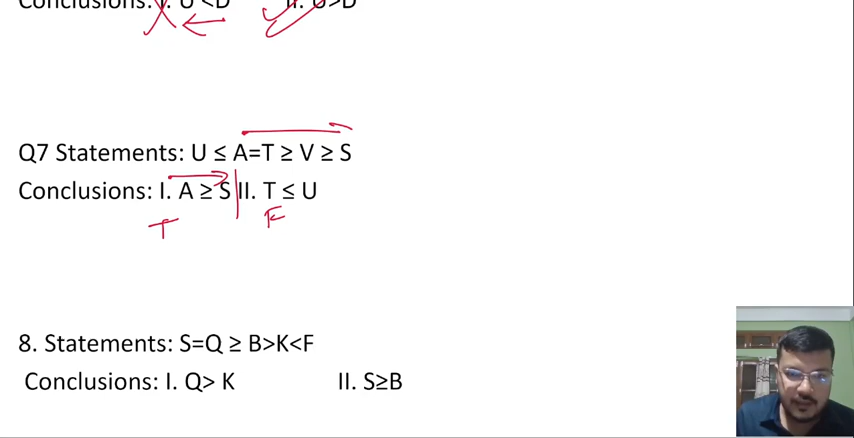 Conclusions: I. U <D II. U>D
Q7 Statements: U ≤ A=T ≥ V ≥ S
Conclusions: I. A ≥ S II. T ≤ U
T F
8. Statements: S=Q ≥ B>K<F
Conclusions: I. Q> K II. S≥B